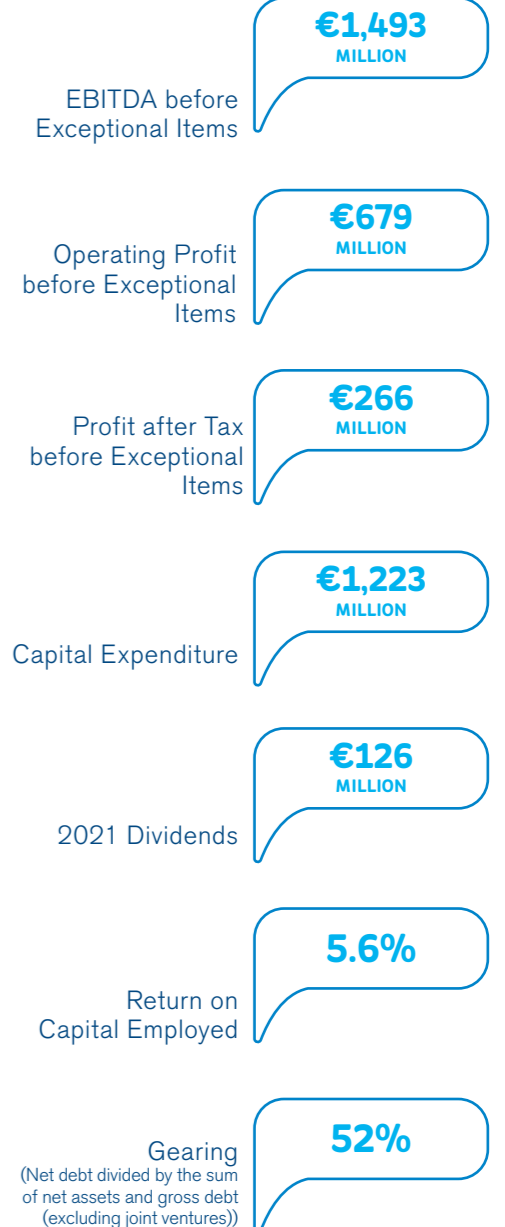 €1,493
MILLION
EBITDA before
Exceptional Items
€679
MILLION
Operating Profit
before Exceptional
Items
€266
MILLION
Profit after Tax
before Exceptional
Items
€1,223
MILLION
Capital Expenditure
€126
MILLION
2021 Dividends
5.6%
Return on
Capital Employed
52%
Gearing
(Net debt divided by the sum
of net assets and gross debt
(excluding joint ventures))